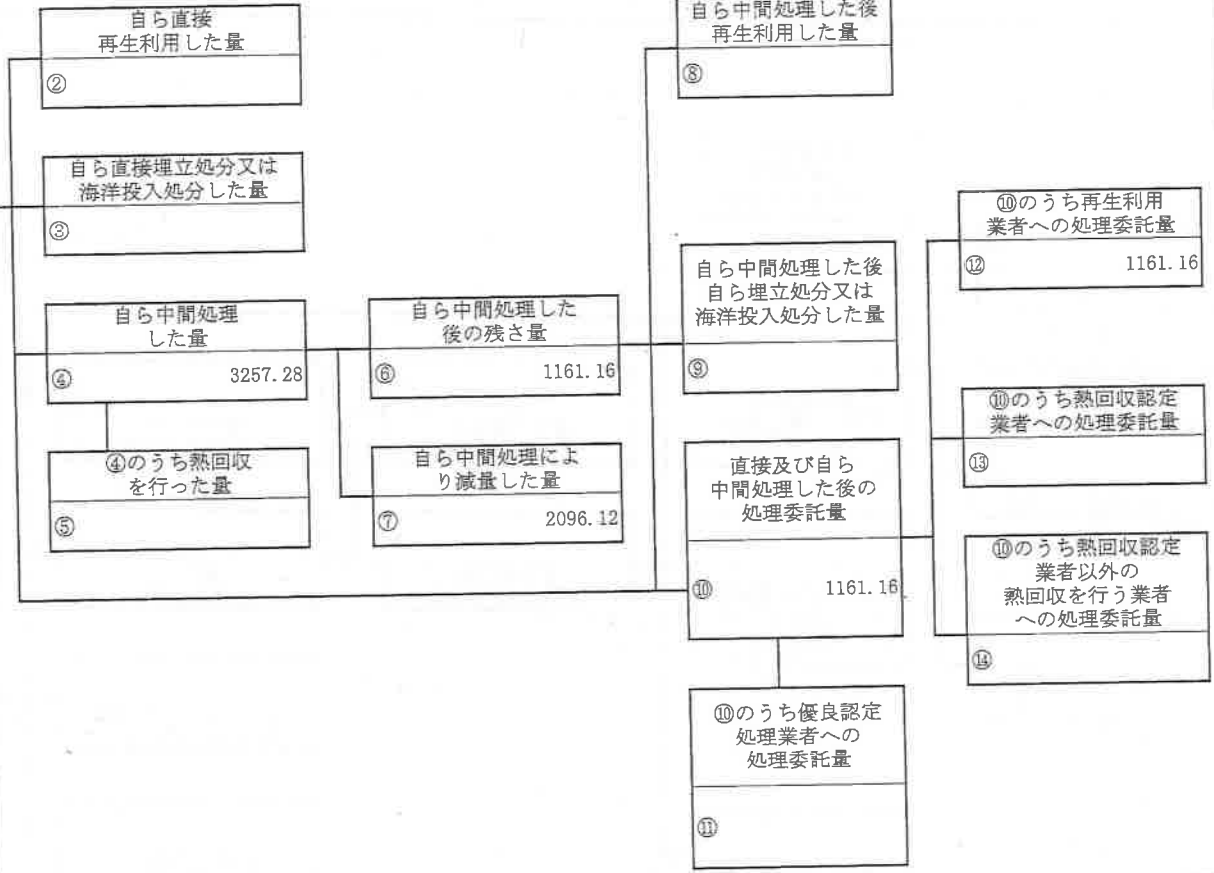 自ら直接
再生利用した量
②
自ら中間処理した後
再生利用した量
⑧
自ら直接埋立処分又は
海洋投入処分した量
③
自ら中間処理
した量
④ 3257.28
④のうち熱回収
を行った量
⑤
自ら中間処理した
後の残さ量
⑥ 1161.16
自ら中間処理によ
り減量した量
⑦ 2096.12
自ら中間処理した後
自ら埋立処分又は
海洋投入処分した量
⑨
直接及び自ら
中間処理した後の
処理委託量
⑩ 1161.16
⑩のうち優良認定
処理業者への
処理委託量
⑪
⑩のうち再生利用
業者への処理委託量
⑫ 1161.16
⑩のうち熱回収認定
業者への処理委託量
⑬
⑩のうち熱回収認定
業者以外の
熱回収を行う業者
への処理委託量
⑭